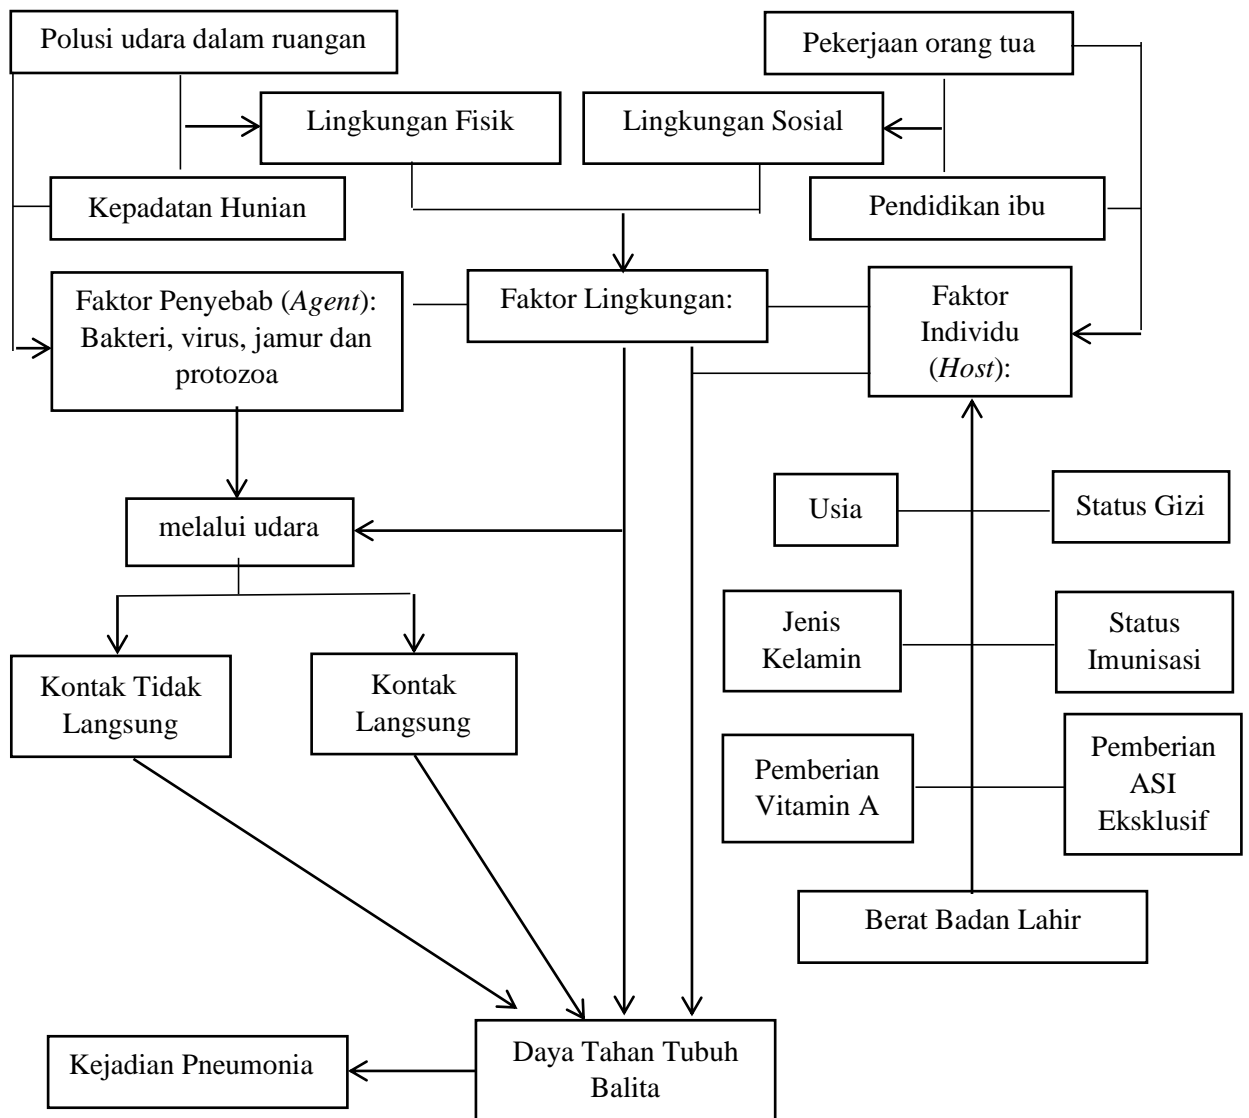 Polusi udara dalam ruangan
Pekerjaan orang tua
Lingkungan Fisik
Lingkungan Sosial
Kepadatan Hunian
Pendidikan ibu
Faktor Penyebab (Agent):
Bakteri, virus, jamur dan
protozoa
Faktor Lingkungan:
Faktor
Individu
(Host):
melalui udara
Usia
Status Gizi
Jenis
Kelamin
Status
Imunisasi
Kontak Tidak
Langsung
Kontak
Langsung
Pemberian
Vitamin A
Pemberian
ASI
Eksklusif
Berat Badan Lahir
Kejadian Pneumonia
Daya Tahan Tubuh
Balita